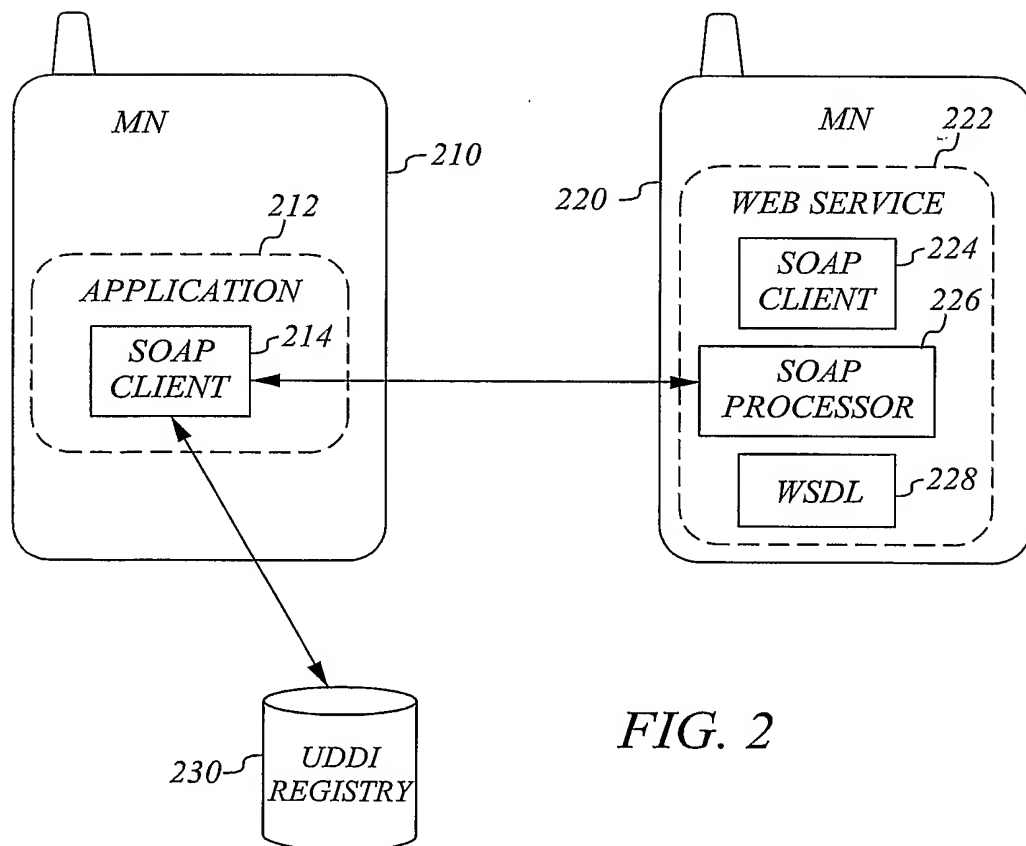 MN
210
212
APPLICATION
214
SOAP
CLIENT
MN
222
220
WEB SERVICE
224
SOAP
CLIENT
226
SOAP
PROCESSOR
228
WSDL
230
UDDI
REGISTRY
FIG. 2